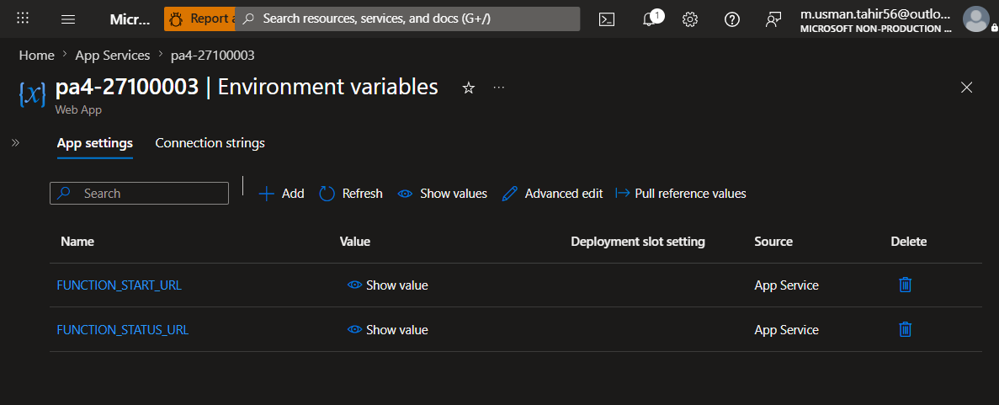 Micr...
Report a
Search resources, services, and docs (G+/)
1
m.usman.tahir56@outlo...
MICROSOFT NON-PRODUCTION ...
Home > App Services > pa4-27100003
{x} pa4-27100003 | Environment variables ☆ ...
Web App
App settings Connection strings
Search
Add Refresh Show values Advanced edit Pull reference values
Name Value Deployment slot setting Source Delete
FUNCTION_START_URL Show value App Service
FUNCTION_STATUS_URL Show value App Service